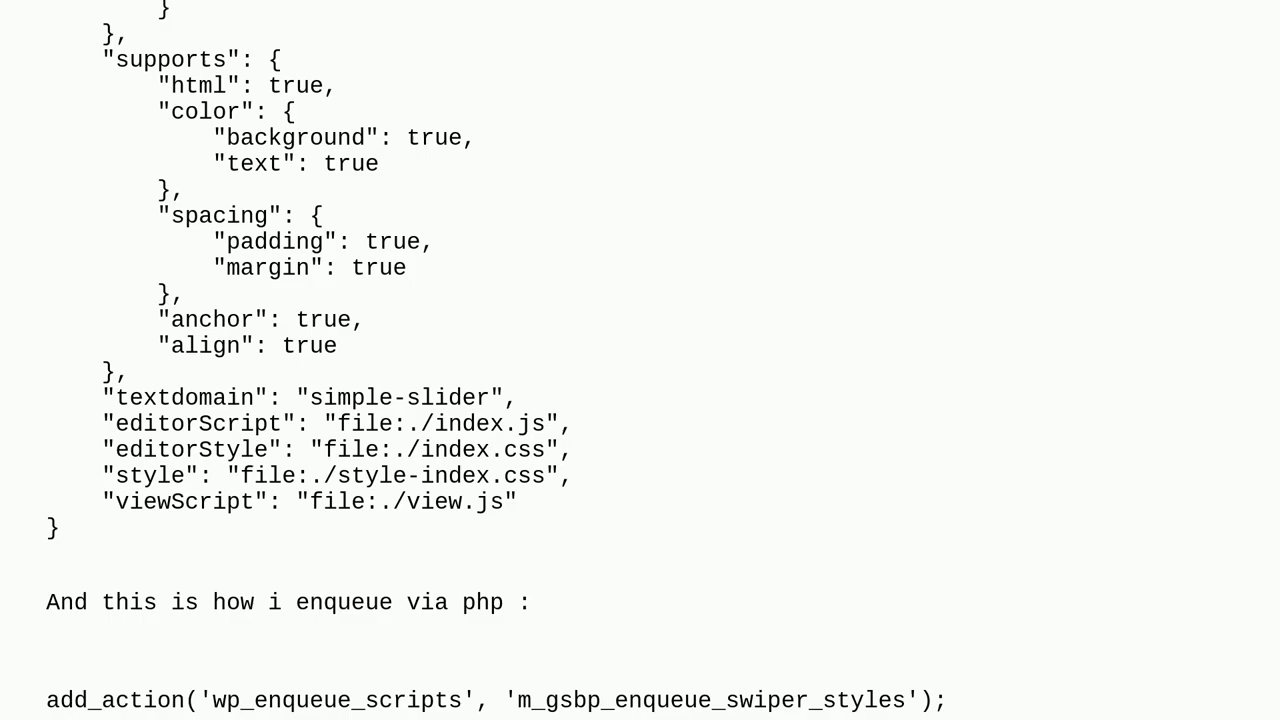 }
    },
    "supports": {
        "html": true,
        "color": {
            "background": true,
            "text": true
        },
        "spacing": {
            "padding": true,
            "margin": true
        },
        "anchor": true,
        "align": true
    },
    "textdomain": "simple-slider",
    "editorScript": "file:./index.js",
    "editorStyle": "file:./index.css",
    "style": "file:./style-index.css",
    "viewScript": "file:./view.js"
}
And this is how i enqueue via php :
add_action('wp_enqueue_scripts', 'm_gsbp_enqueue_swiper_styles');